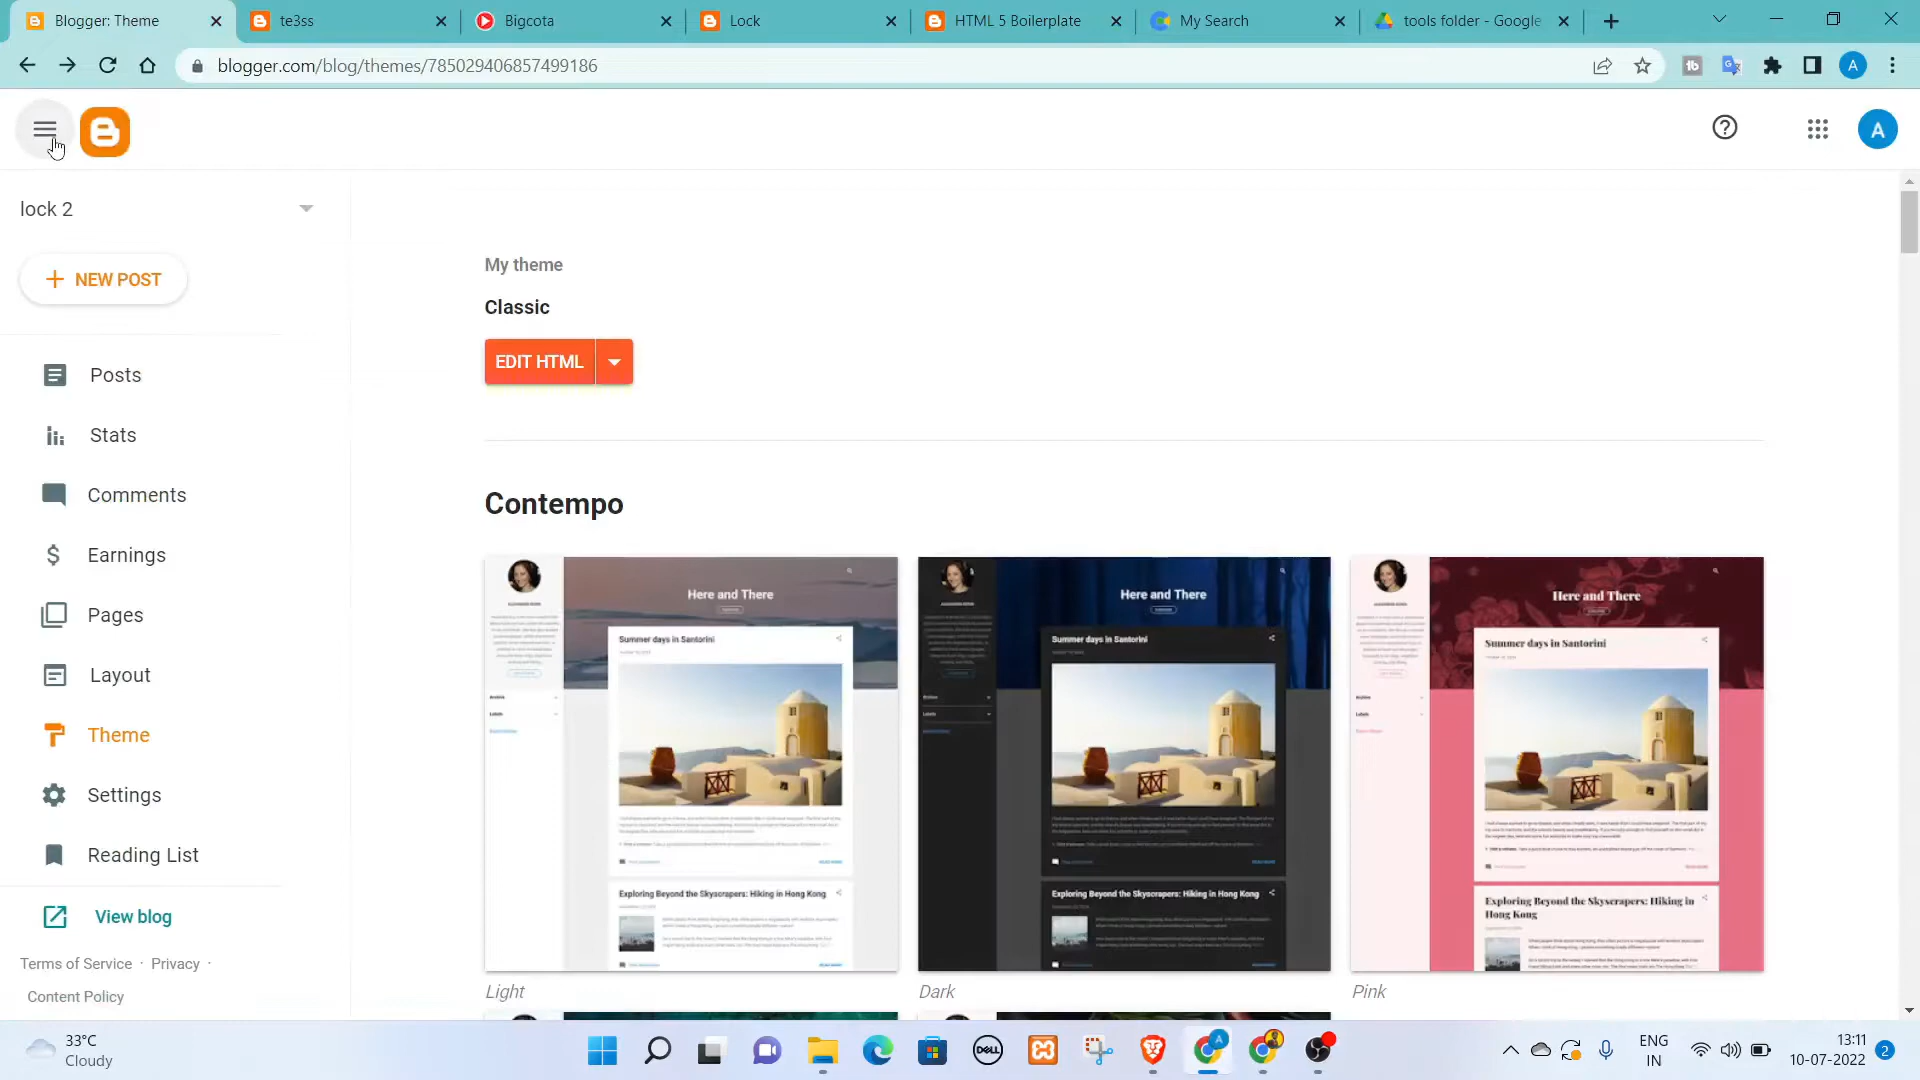 Blogger: Theme
te3ss
Bigcota
Lock
HTML 5 Boilerplate
My Search
tools folder - Google
blogger.com/blog/themes/785029406857499186
A
A
lock 2
NEW POST
Posts
Stats
Comments
Earnings
Pages
Layout
Theme
Settings
Reading List
View blog
Terms of Service · Privacy ·
Content Policy
My theme
Classic
EDIT HTML
Contempo
Here and There
Summer days in Santorini
Exploring Beyond the Skyscrapers: Hiking in Hong Kong
Here and There
Summer days in Santorini
Exploring Beyond the Skyscrapers: Hiking in Hong Kong
Here and There
Summer days in Santorini
Exploring Beyond the Skyscrapers: Hiking in
Hong Kong
Light
Dark
Pink
33°C
Cloudy
DELL
ENG
IN
13:11
10-07-2022
2